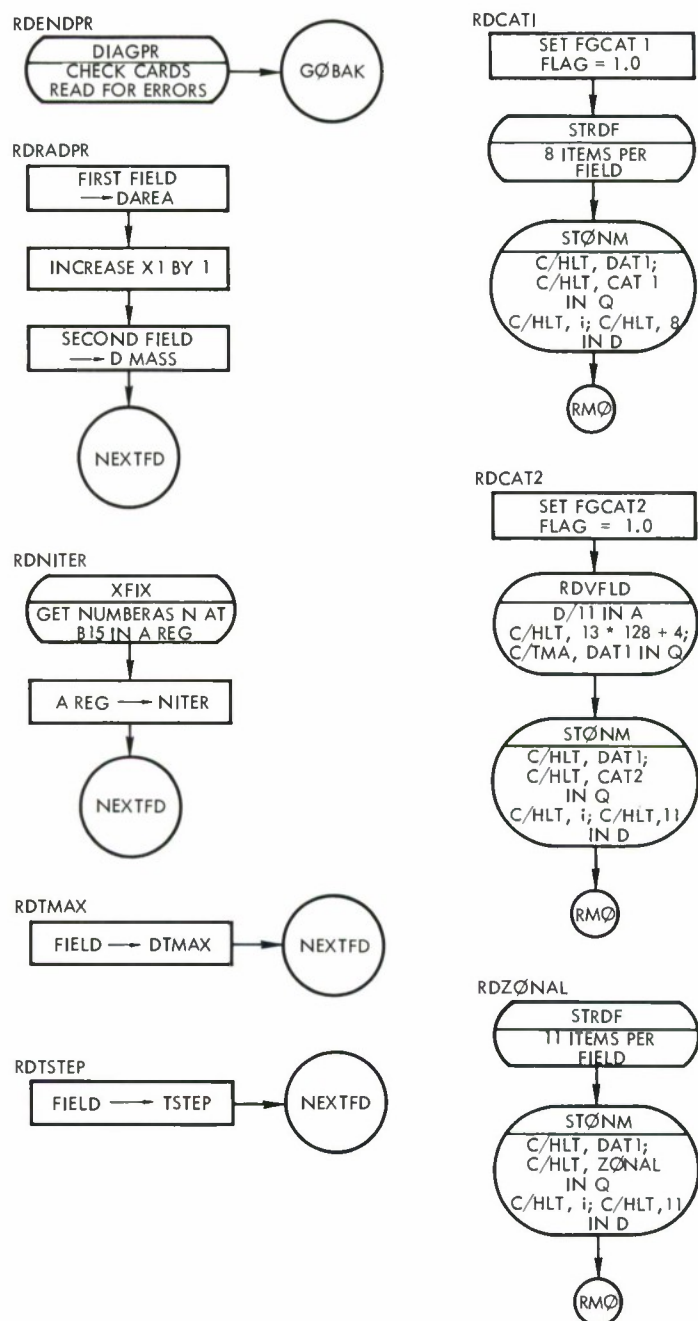 RDENDPR
DIAGPR
CHECK CARDS
READ FOR ERRORS
GØBAK
RDRADPR
FIRST FIELD
→ DAREA
INCREASE X1 BY 1
SECOND FIELD
→ D MASS
NEXTFD
RDNITER
XFIX
GET NUMBERAS N AT
B15 IN A REG
A REG → NITER
NEXTFD
RDTMAX
FIELD → DTMAX
NEXTFD
RDTSTEP
FIELD → TSTEP
NEXTFD
RDCAT1
SET FGCAT 1
FLAG = 1.0
STRDF
8 ITEMS PER
FIELD
STØNM
C/HLT, DAT1;
C/HLT, CAT 1
IN Q
C/HLT, i; C/HLT, 8
IN D
RMØ
RDCAT2
SET FGCAT2
FLAG = 1.0
RDVFLD
D/11 IN A
C/HLT, 13 * 128 + 4;
C/TMA, DAT1 IN Q
STØNM
C/HLT, DAT1;
C/HLT, CAT2
IN Q
C/HLT, i; C/HLT,11
IN D
RMØ
RDZØNAL
STRDF
11 ITEMS PER
FIELD
STØNM
C/HLT, DAT1;
C/HLT, ZØNAL
IN Q
C/HLT, i; C/HLT,11
IN D
RMØ